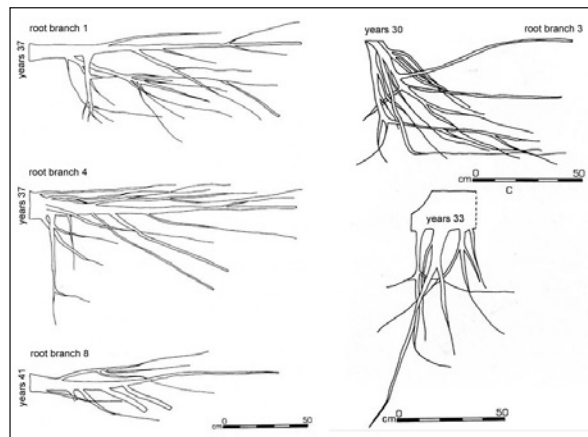 root branch 1
years 37
root branch 4
years 37
root branch 8
years 41
0 50
cm
years 30
root branch 3
0 50
cm
C
years 33
0 50
cm